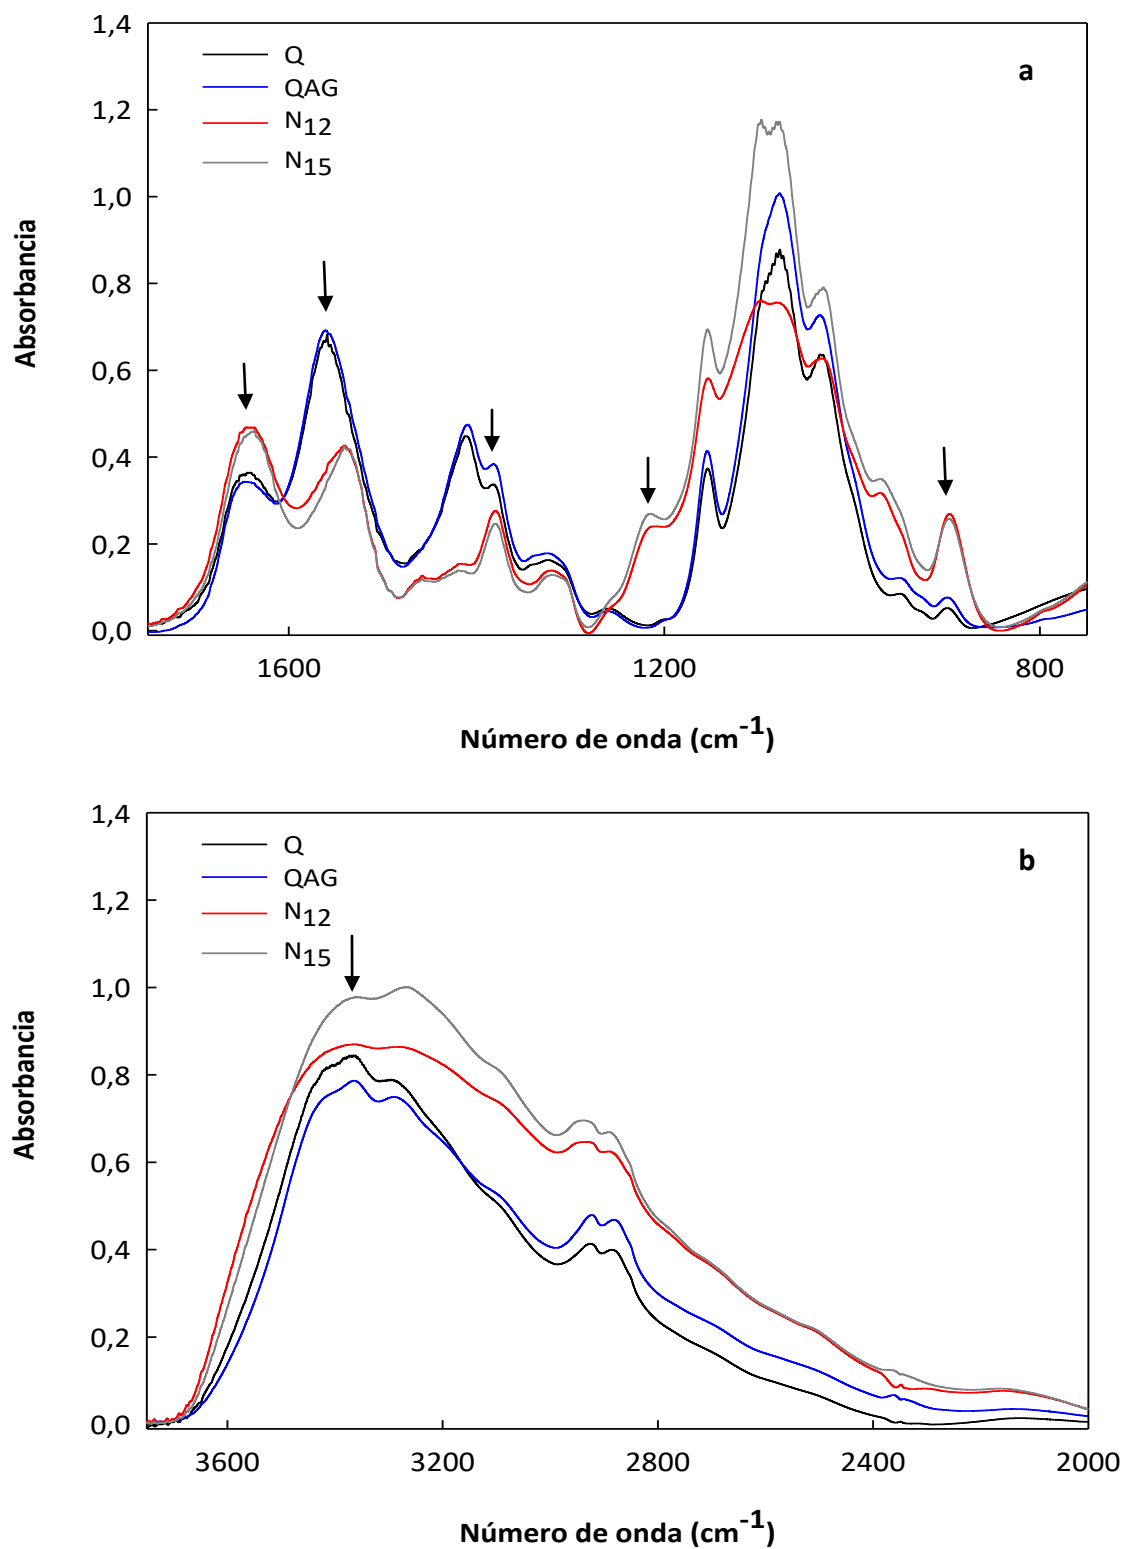 1,4
Q
a
QAG
1,2
N12
N15
1,0
Absorbancia
0,8
0,6
0,4
0,2
0,0
1600
1200
800
Número de onda (cm-1)
1,4
Q
b
QAG
1,2
N12
N15
1,0
Absorbancia
0,8
0,6
0,4
0,2
0,0
3600
3200
2800
2400
2000
Número de onda (cm-1)